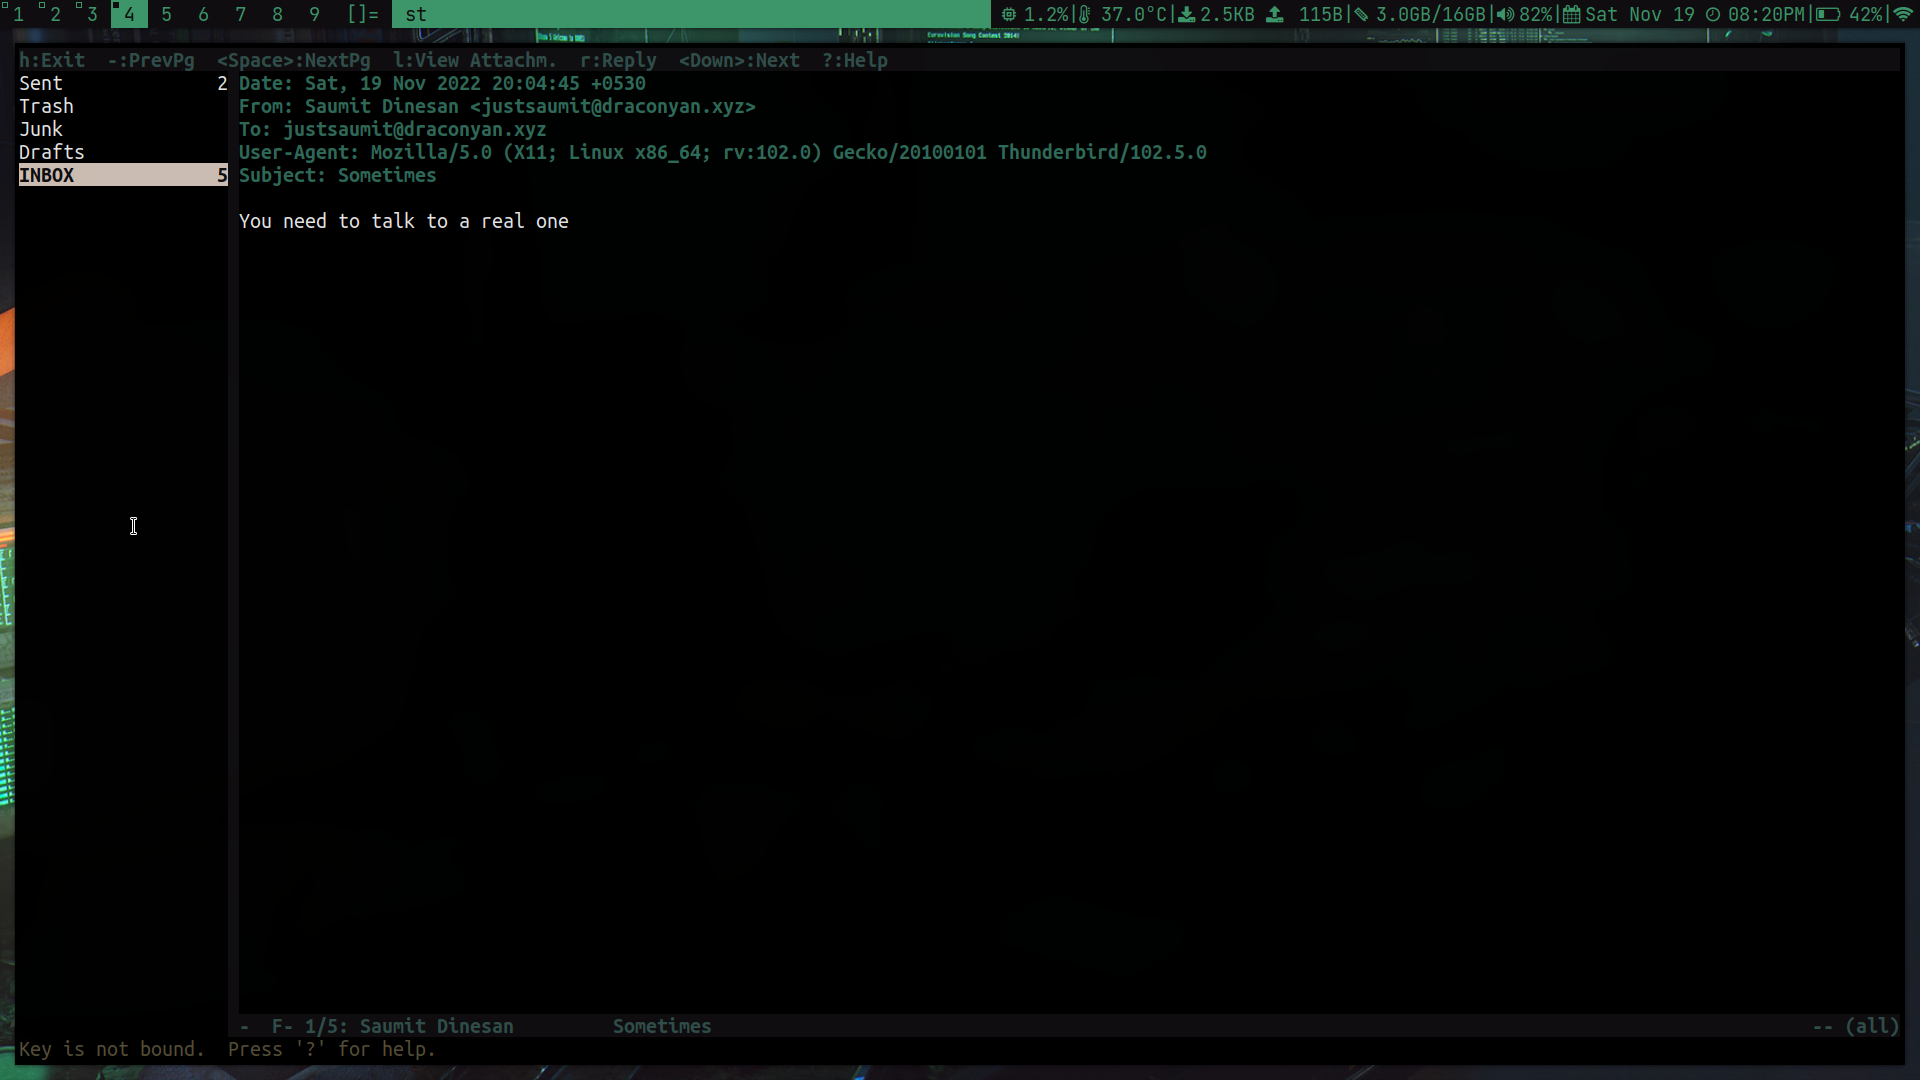 1 2 3 4 5 6 7 8 9 []= st 1.2%| 37.0°C| 2.5KB 115B| 3.0GB/16GB| 82%| Sat Nov 19 08:20PM| 42%|
Eurovision Song Contest 2014!
h:Exit -:PrevPg <Space>:NextPg l:View Attachm. r:Reply <Down>:Next ?:Help
Sent 2
Trash
Junk
Drafts
INBOX 5
Date: Sat, 19 Nov 2022 20:04:45 +0530
From: Saumit Dinesan <justsaumit@draconyan.xyz>
To: justsaumit@draconyan.xyz
User-Agent: Mozilla/5.0 (X11; Linux x86_64; rv:102.0) Gecko/20100101 Thunderbird/102.5.0
Subject: Sometimes
You need to talk to a real one
- F- 1/5: Saumit Dinesan Sometimes -- (all)
Key is not bound. Press '?' for help.